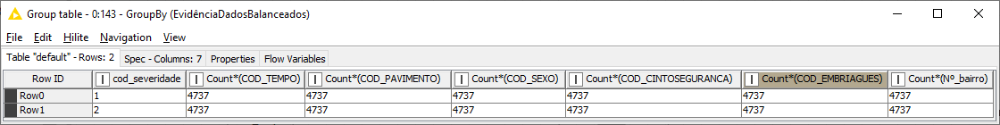 Group table - 0:143 - GroupBy (EvidênciaDadosBalanceados)
File Edit Hilite Navigation View
Table "default" - Rows: 2 Spec - Columns: 7 Properties Flow Variables
Row ID I cod_severidade I Count*(COD_TEMPO) I Count*(COD_PAVIMENTO) I Count*(COD_SEXO) I Count*(COD_CINTOSEGURANCA) I Count*(COD_EMBRIAGUES) I Count*(Nº_bairro)
Row0 1 4737 4737 4737 4737 4737 4737
Row1 2 4737 4737 4737 4737 4737 4737